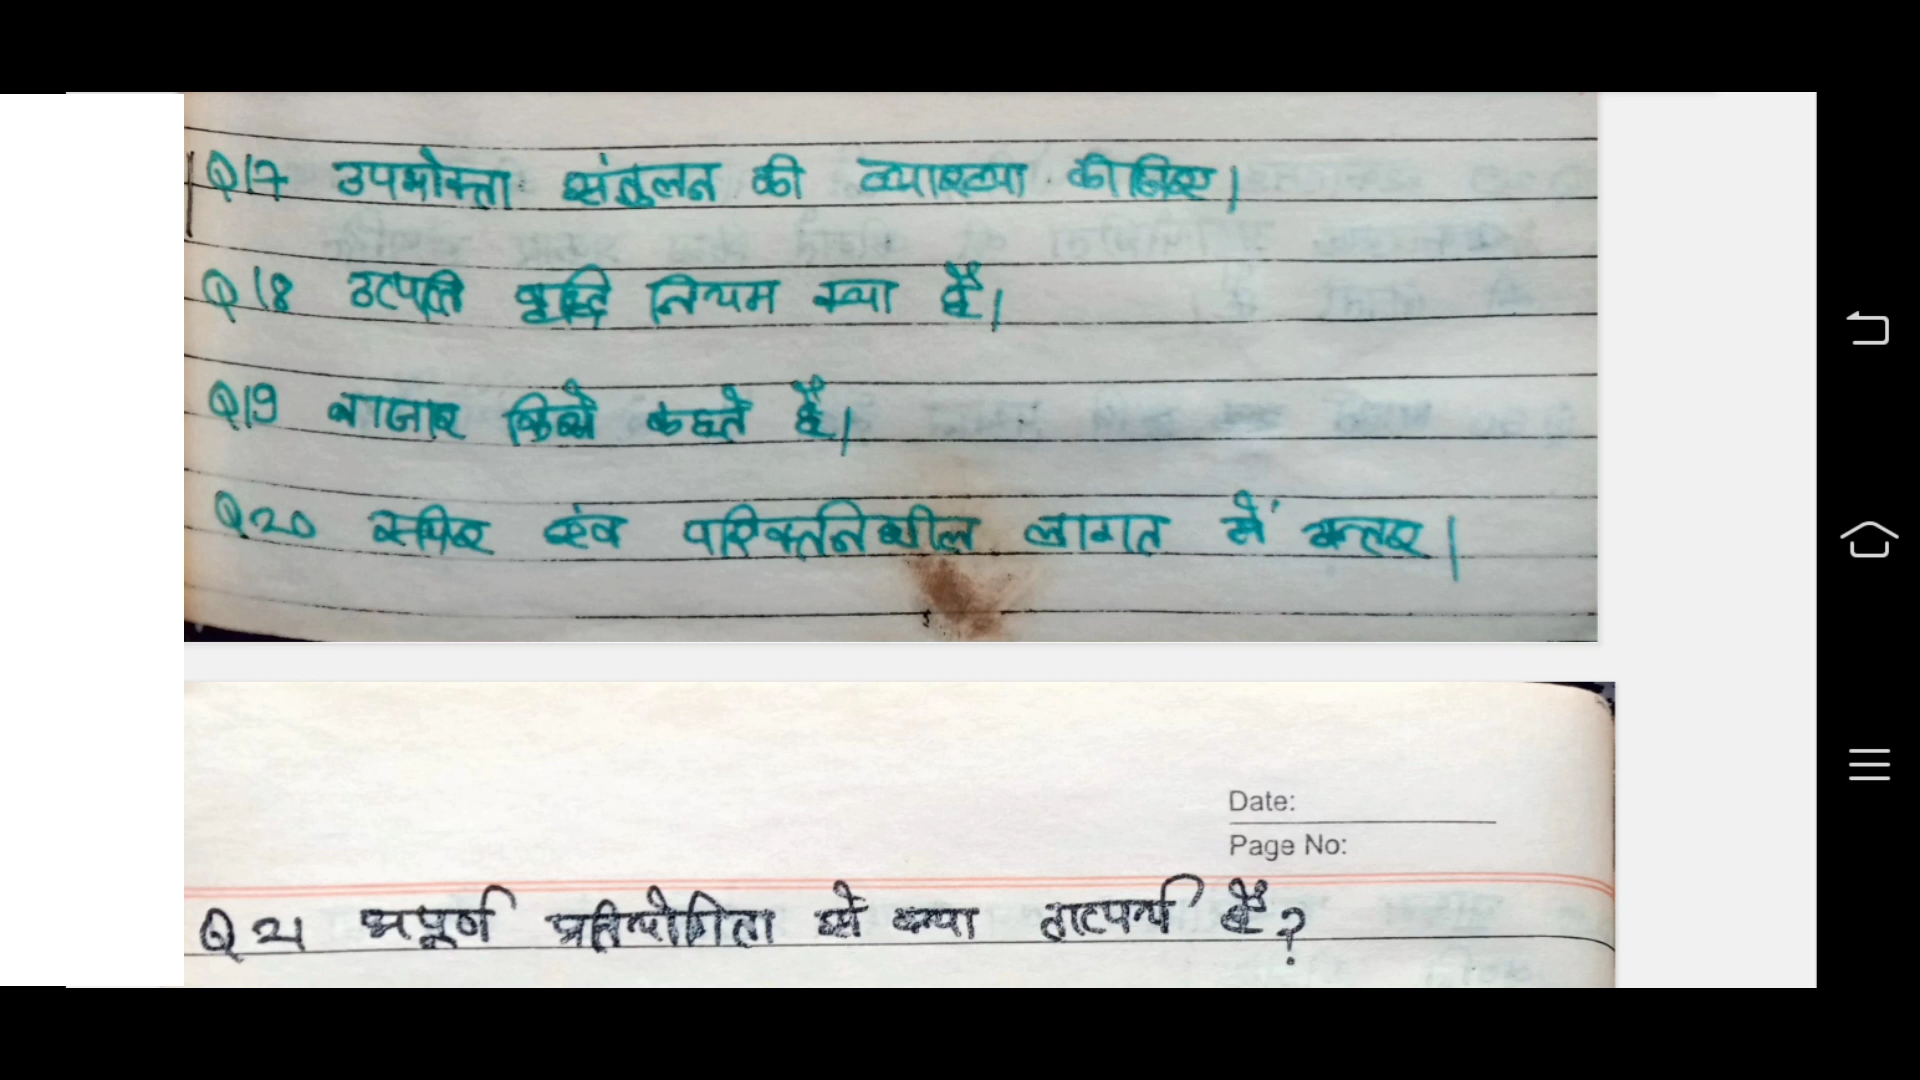 Q17 उपभोक्ता संतुलन की व्याख्या कीजिए।
Q18 उत्पत्ति वृद्धि नियम क्या है।
Q19 बाजार किसे कहते है।
Q20 स्थिर एंव परिवर्तनशील लागत में अन्तर।
Date:
Page No:
Q21 अपूर्ण प्रतियोगिता से क्या तात्पर्य है?